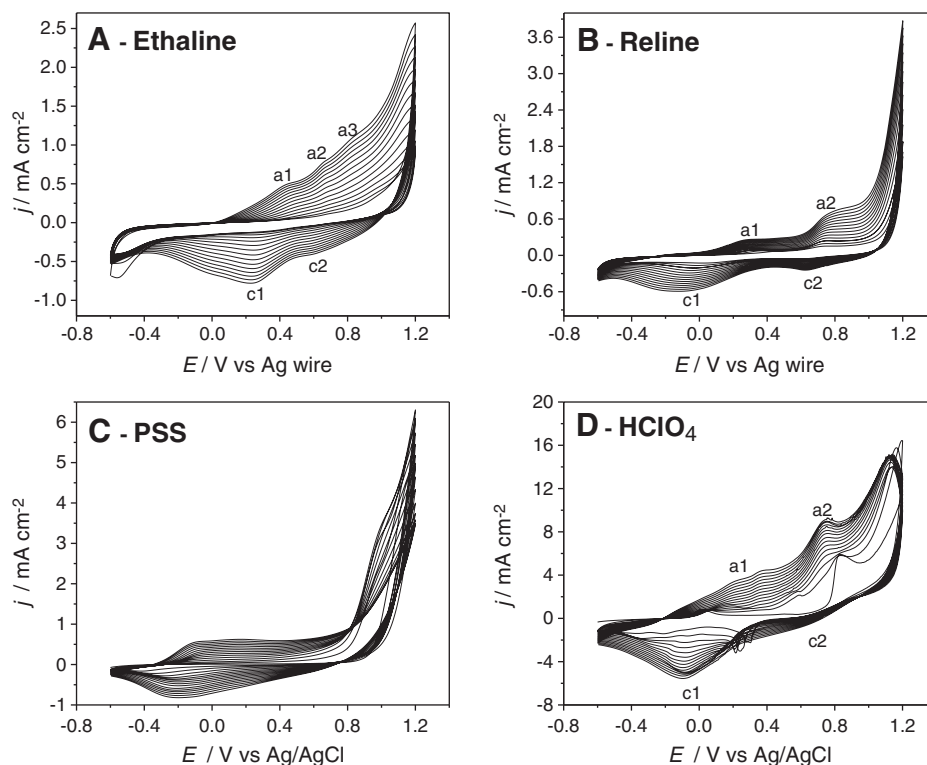 A - Ethaline
2.5
2.0
1.5
1.0
0.5
0.0
-0.5
-1.0
j / mA cm-2
a1
a2
a3
c1
c2
-0.8 -0.4 0.0 0.4 0.8 1.2
E / V vs Ag wire
B - Reline
3.6
3.0
2.4
1.8
1.2
0.6
0.0
-0.6
j / mA cm-2
a1
a2
c1
c2
-0.8 -0.4 0.0 0.4 0.8 1.2
E / V vs Ag wire
C - PSS
6
5
4
3
2
1
0
-1
j / mA cm-2
-0.8 -0.4 0.0 0.4 0.8 1.2
E / V vs Ag/AgCl
D - HClO4
20
16
12
8
4
0
-4
-8
j / mA cm-2
a1
a2
c1
c2
-0.8 -0.4 0.0 0.4 0.8 1.2
E / V vs Ag/AgCl